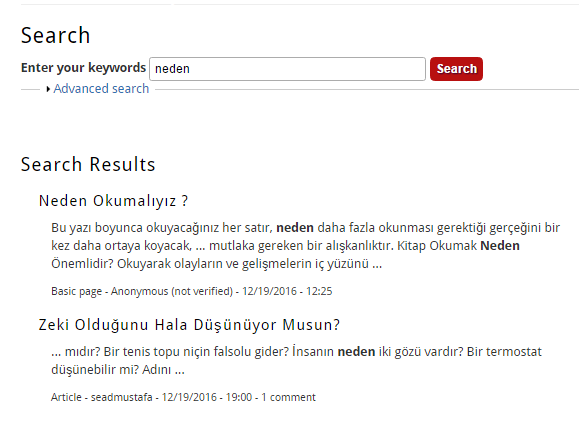 Search
Enter your keywords neden Search
Advanced search
Search Results
Neden Okumalıyız ?
Bu yazı boyunca okuyacağınız her satır, neden daha fazla okunması gerektiği gerçeğini bir
kez daha ortaya koyacak, ... mutlaka gereken bir alışkanlıktır. Kitap Okumak Neden
Önemlidir? Okuyarak olayların ve gelişmelerin iç yüzünü ...
Basic page - Anonymous (not verified) - 12/19/2016 - 12:25
Zeki Olduğunu Hala Düşünüyor Musun?
... mıdır? Bir tenis topu niçin falsolu gider? İnsanın neden iki gözü vardır? Bir termostat
düşünebilir mi? Adını ...
Article - seadmustafa - 12/19/2016 - 19:00 - 1 comment